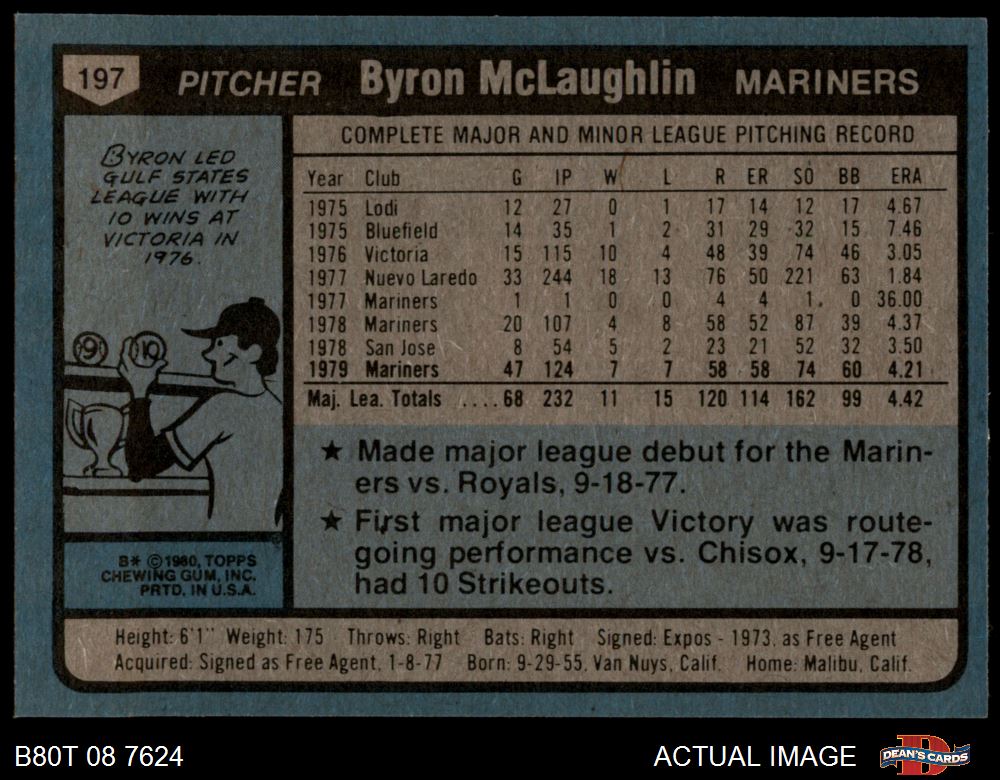 197 PITCHER Byron McLaughlin MARINERS
BYRON LED
GULF STATES
LEAGUE WITH
10 WINS AT
VICTORIA IN
1976.
9 10
B* © 1980, TOPPS
CHEWING GUM, INC.
PRTD. IN U.S.A.
COMPLETE MAJOR AND MINOR LEAGUE PITCHING RECORD
Year Club G IP W L R ER SO BB ERA
1975 Lodi 12 27 0 1 17 14 12 17 4.67
1975 Bluefield 14 35 1 2 31 29 32 15 7.46
1976 Victoria 15 115 10 4 48 39 74 46 3.05
1977 Nuevo Laredo 33 244 18 13 76 50 221 63 1.84
1977 Mariners 1 1 0 0 4 4 1 0 36.00
1978 Mariners 20 107 4 8 58 52 87 39 4.37
1978 San Jose 8 54 5 2 23 21 52 32 3.50
1979 Mariners 47 124 7 7 58 58 74 60 4.21
Maj. Lea. Totals ....68 232 11 15 120 114 162 99 4.42
★ Made major league debut for the Marin-
ers vs. Royals, 9-18-77.
★ First major league Victory was route-
going performance vs. Chisox, 9-17-78,
had 10 Strikeouts.
Height: 6'1" Weight: 175 Throws: Right Bats: Right Signed: Expos - 1973, as Free Agent
Acquired: Signed as Free Agent, 1-8-77 Born: 9-29-55, Van Nuys, Calif. Home: Malibu, Calif.
B80T 08 7624 ACTUAL IMAGE DEAN'S CARDS